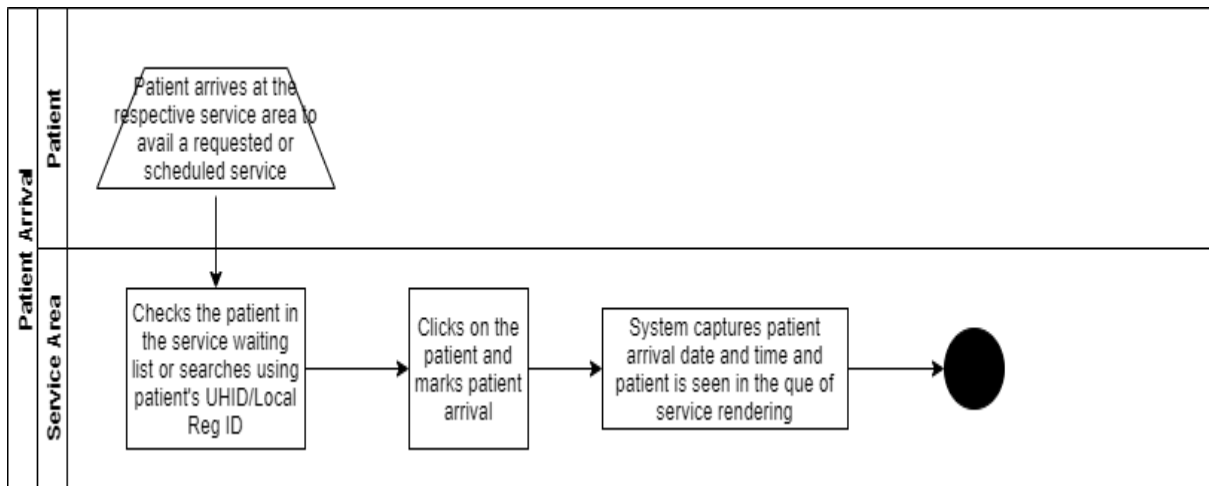 Patient Arrival
Patient
Patient arrives at the
respective service area to
avail a requested or
scheduled service
Service Area
Checks the patient in
the service waiting
list or searches using
patient's UHID/Local
Reg ID
Clicks on the
patient and
marks patient
arrival
System captures patient
arrival date and time and
patient is seen in the que of
service rendering